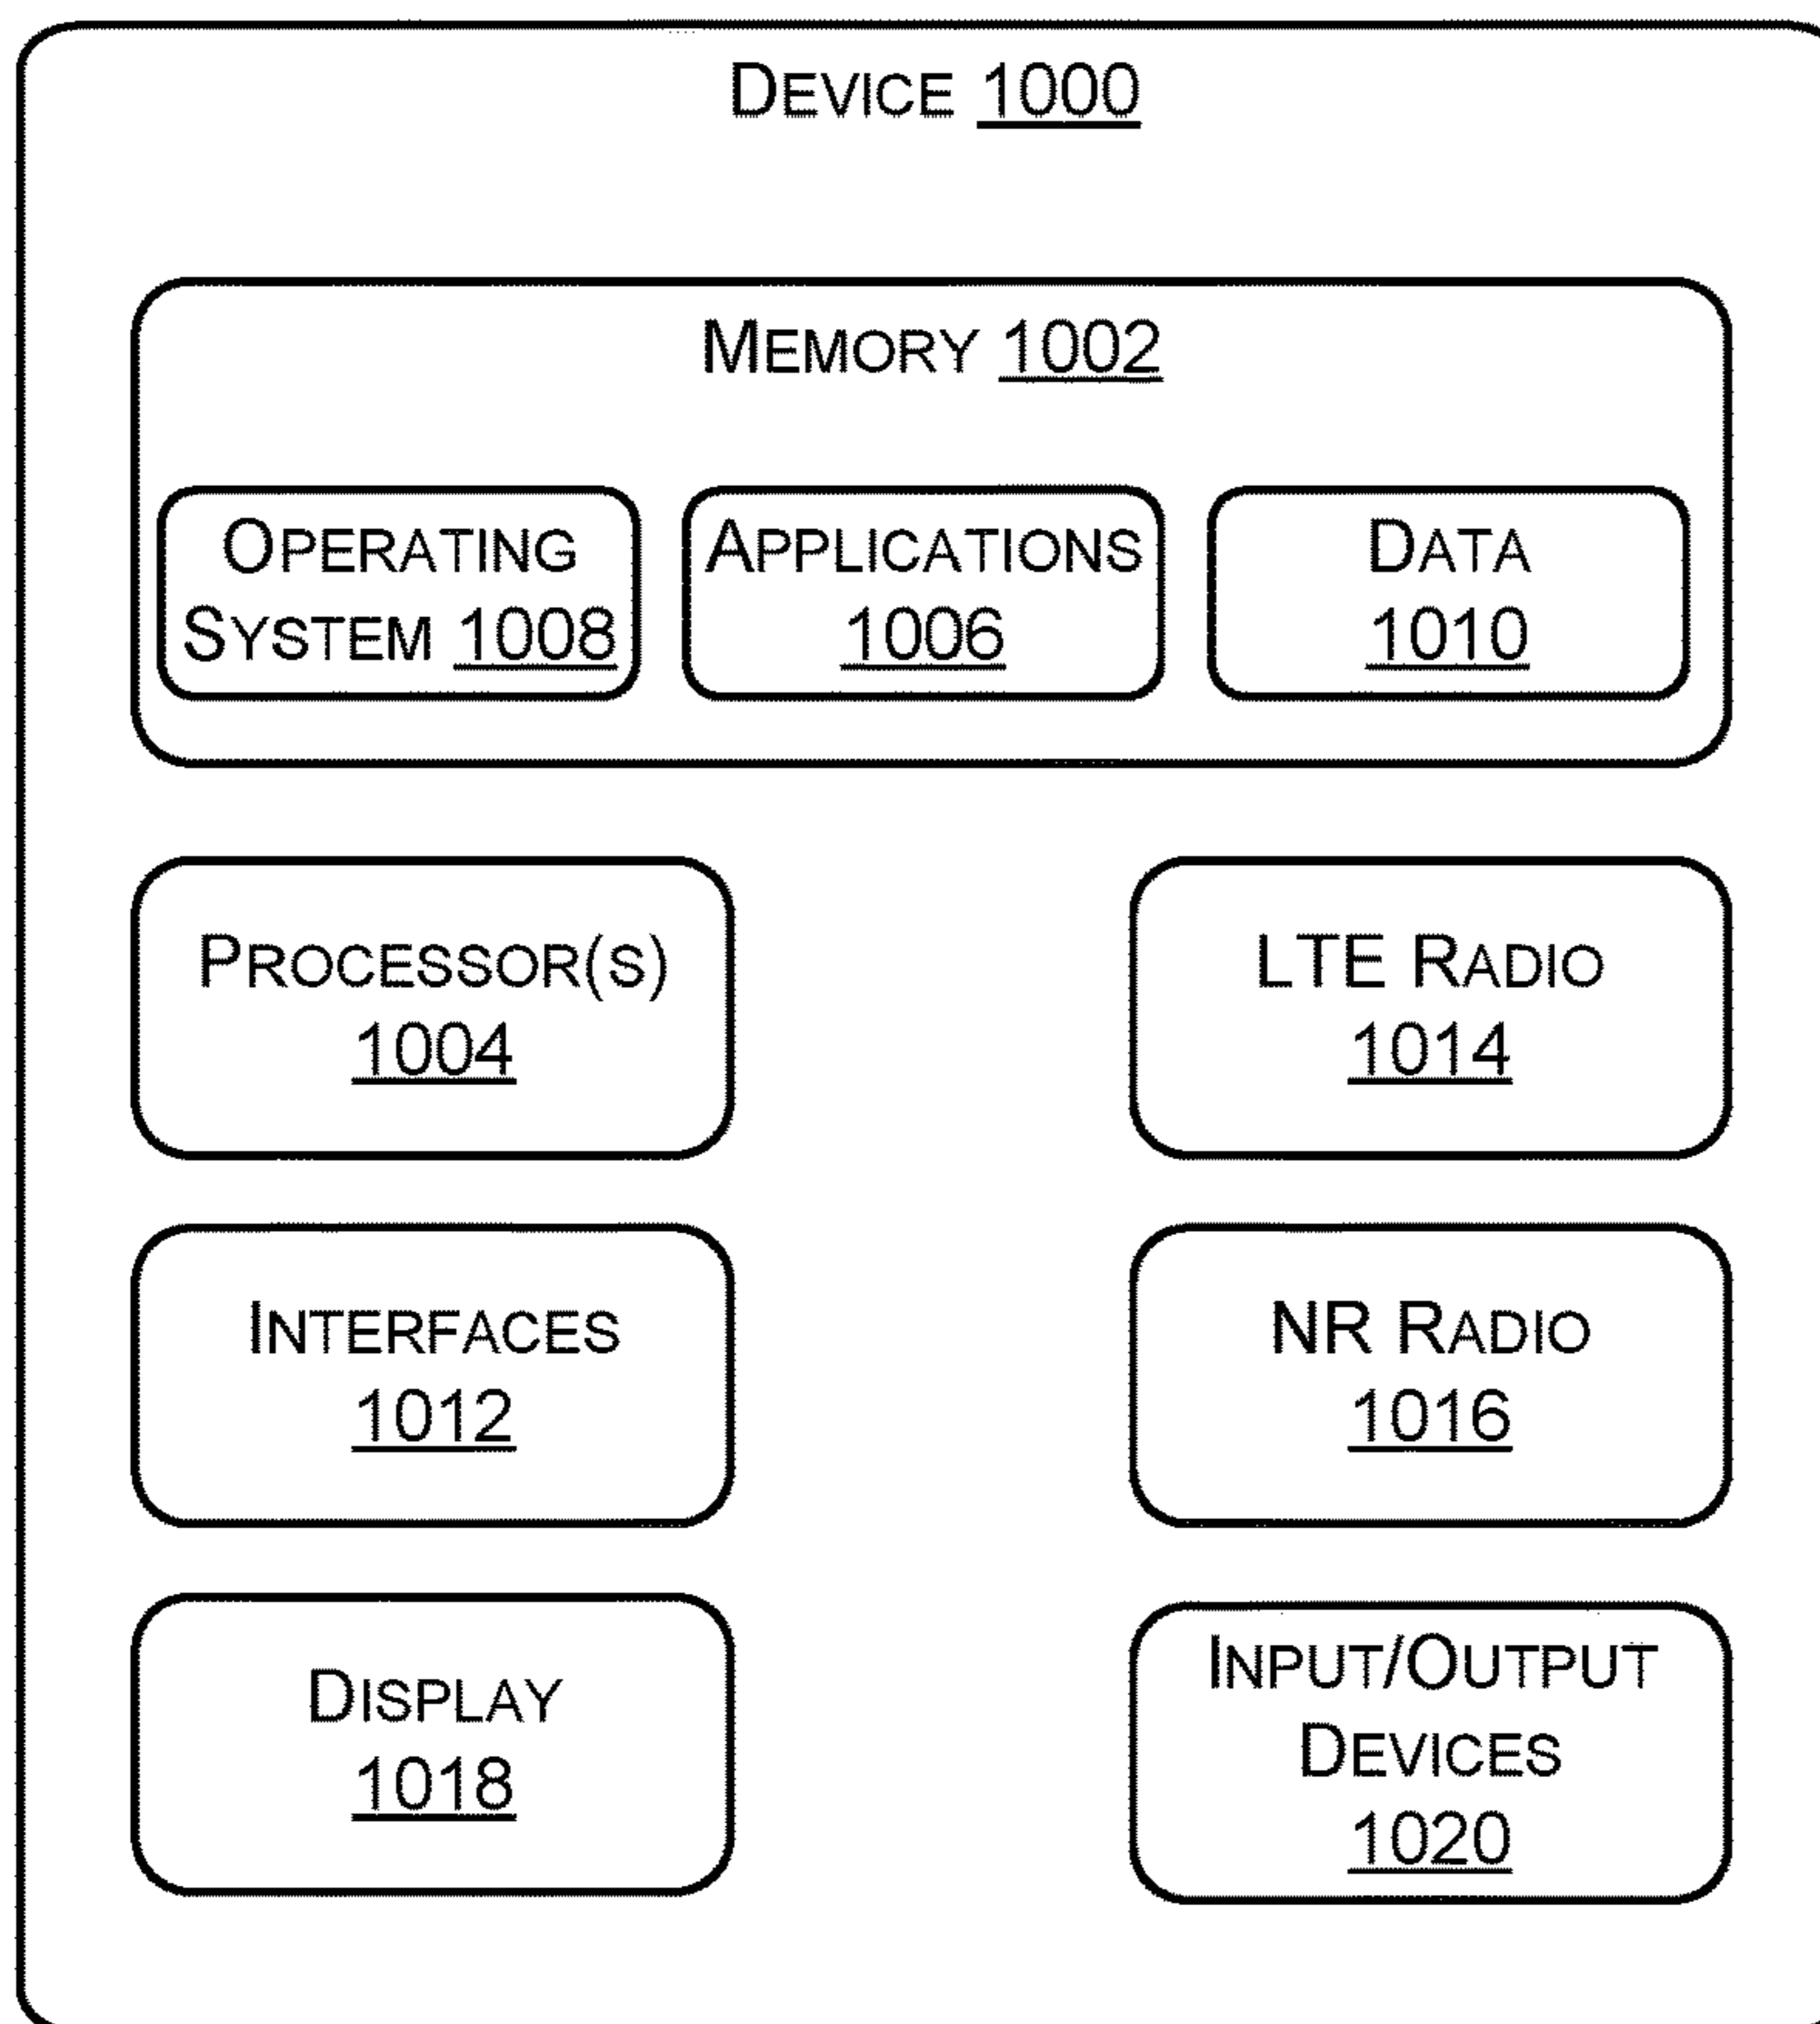 DEVICE 1000
MEMORY 1002
OPERATING
SYSTEM 1008
APPLICATIONS
1006
DATA
1010
PROCESSOR(S)
1004
LTE RADIO
1014
INTERFACES
1012
NR RADIO
1016
DISPLAY
1018
INPUT/OUTPUT
DEVICES
1020